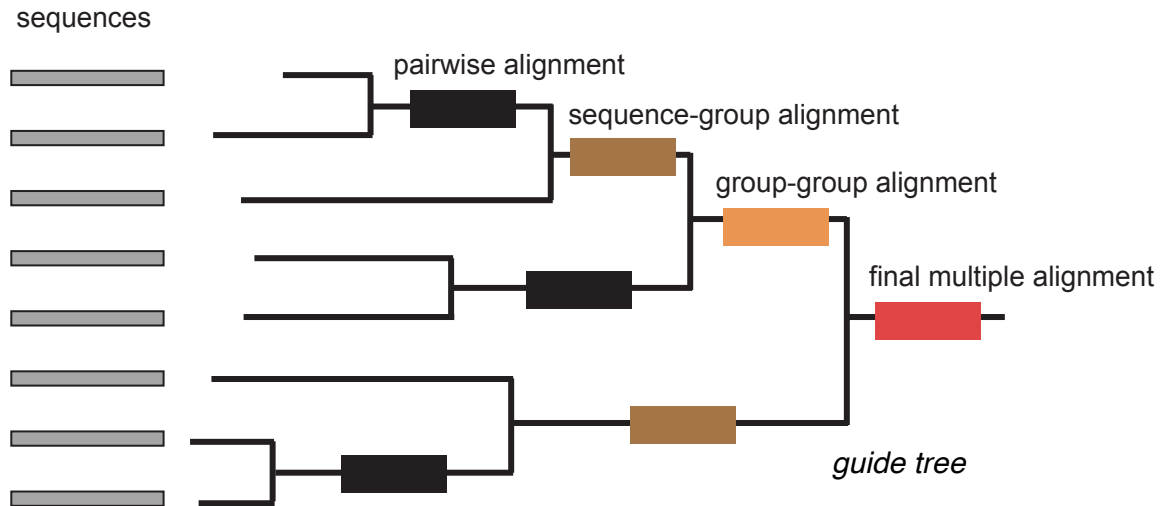 sequences
pairwise alignment
sequence-group alignment
group-group alignment
final multiple alignment
guide tree